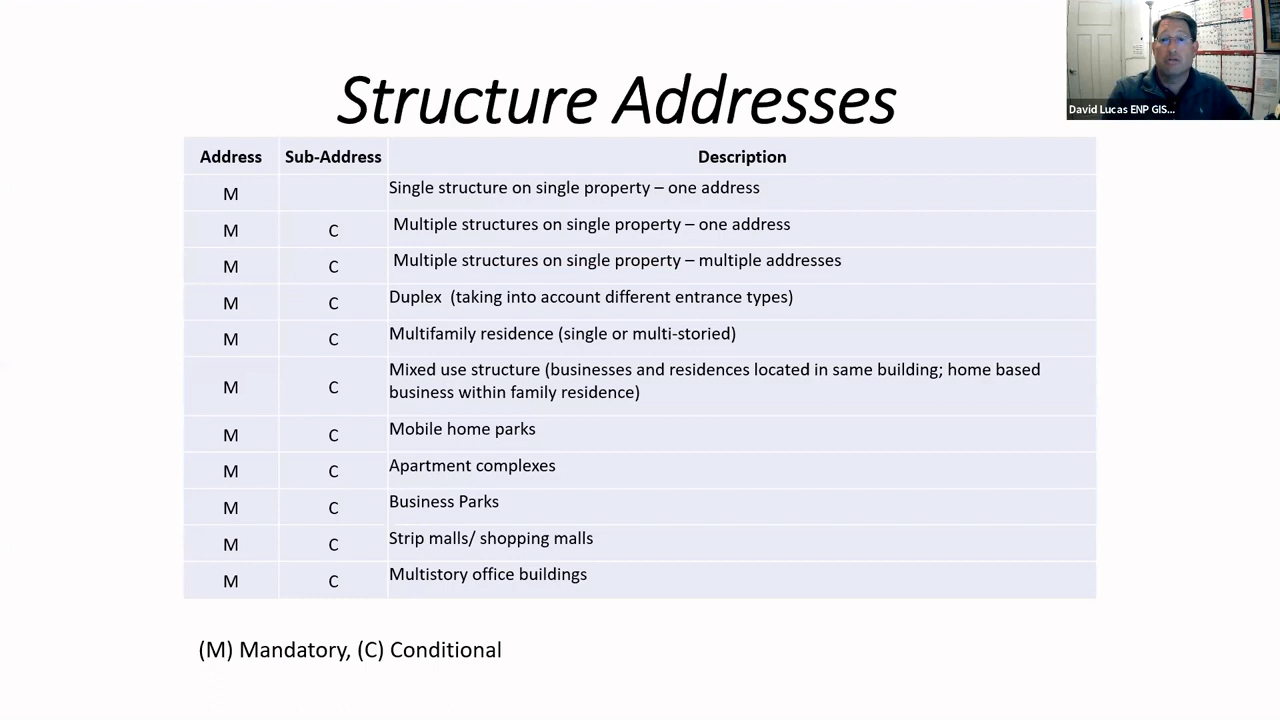 David Lucas ENP GIS...
Structure Addresses
Address Sub-Address Description
M Single structure on single property – one address
M C Multiple structures on single property – one address
M C Multiple structures on single property – multiple addresses
M C Duplex (taking into account different entrance types)
M C Multifamily residence (single or multi-storied)
M C Mixed use structure (businesses and residences located in same building; home based
business within family residence)
M C Mobile home parks
M C Apartment complexes
M C Business Parks
M C Strip malls/ shopping malls
M C Multistory office buildings
(M) Mandatory, (C) Conditional